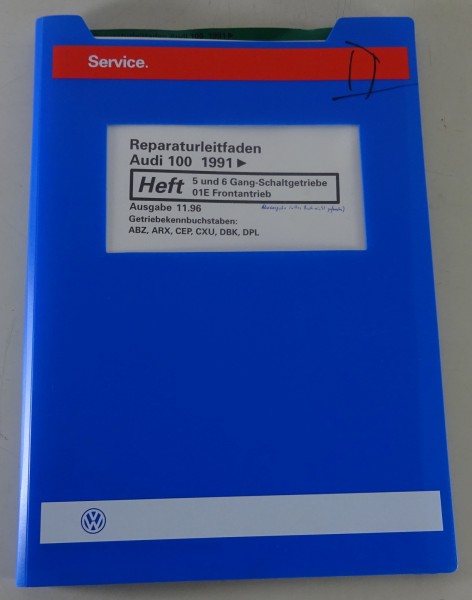 Service.
Reparaturleitfaden
Audi 100 1991►
Heft 5 und 6 Gang-Schaltgetriebe
01E Frontantrieb
Ausgabe 11.96
Getriebekennbuchstaben:
ABZ, ARX, CEP, CXU, DBK, DPL